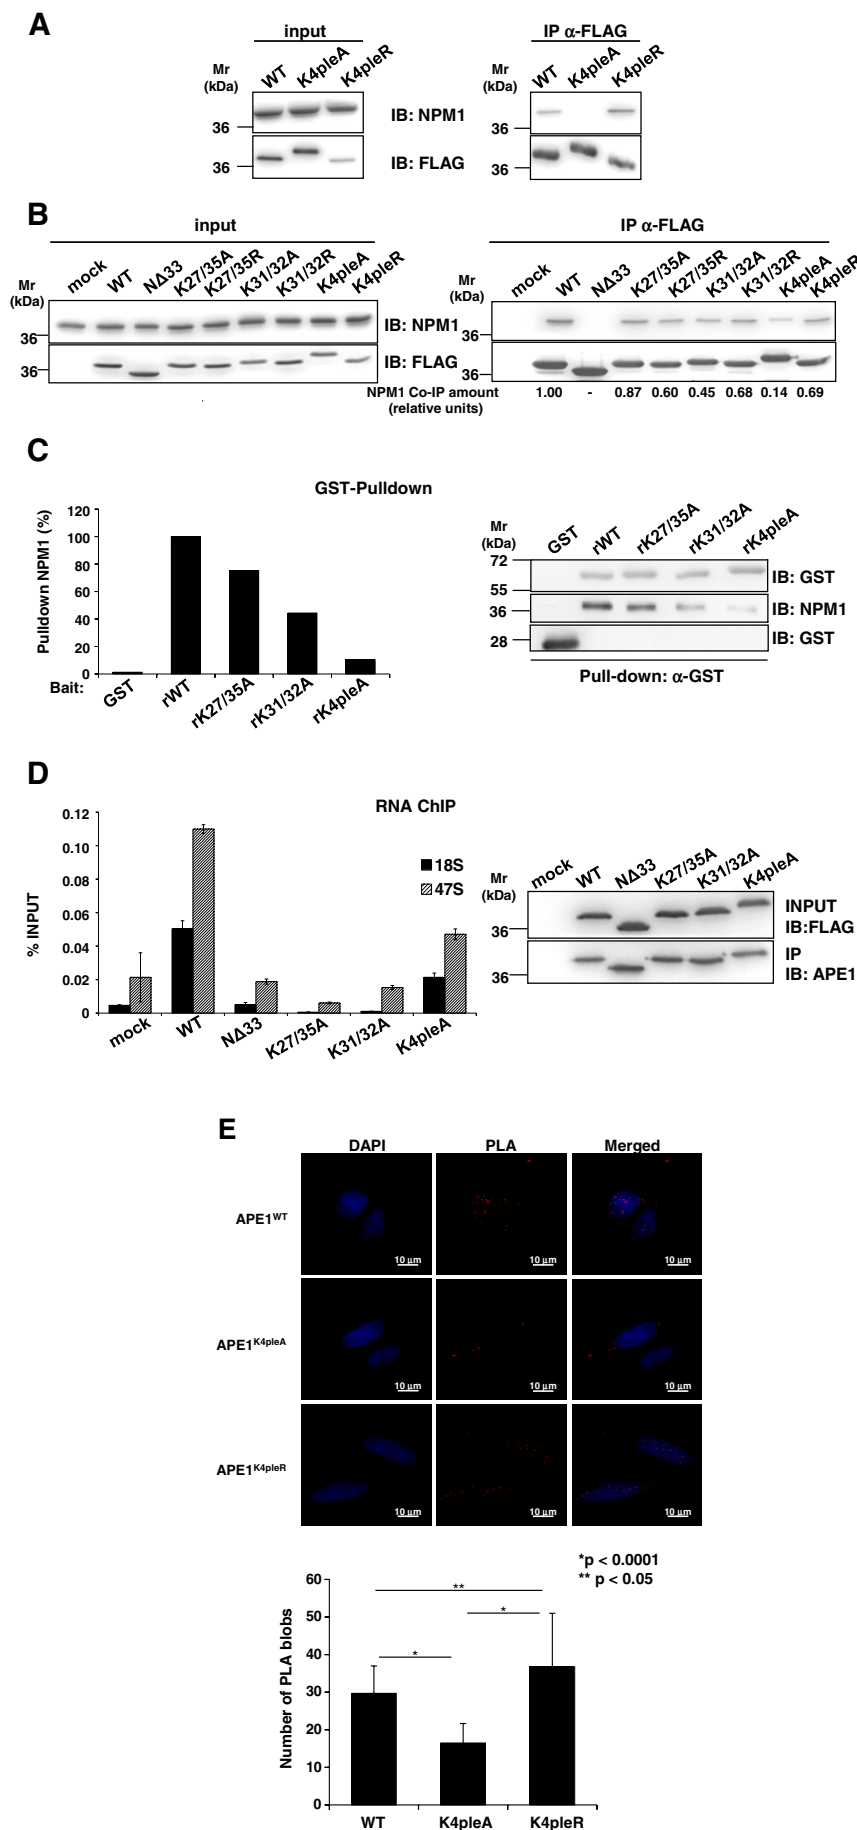 A
input
IP α-FLAG
Mr
(kDa)
WT
K4pleA
K4pleR
Mr
(kDa)
WT
K4pleA
K4pleR
36
IB: NPM1
36
36
IB: FLAG
36
B
input
IP α-FLAG
Mr
(kDa)
mock
WT
NΔ33
K27/35A
K27/35R
K31/32A
K31/32R
K4pleA
K4pleR
Mr
(kDa)
mock
WT
NΔ33
K27/35A
K27/35R
K31/32A
K31/32R
K4pleA
K4pleR
36
IB: NPM1
36
36
IB: FLAG
36
NPM1 Co-IP amount
(relative units)
1.00 - 0.87 0.60 0.45 0.68 0.14 0.69
C
GST-Pulldown
Pulldown NPM1 (%)
120
100
80
60
40
20
0
Bait:
GST
rWT
rK27/35A
rK31/32A
rK4pleA
Mr
(kDa)
GST
rWT
rK27/35A
rK31/32A
rK4pleA
72
55
36
28
IB: GST
IB: NPM1
IB: GST
Pull-down: α-GST
D
RNA ChIP
% INPUT
0.12
0.10
0.08
0.06
0.04
0.02
0
18S
47S
mock
WT
NΔ33
K27/35A
K31/32A
K4pleA
Mr
(kDa)
mock
WT
NΔ33
K27/35A
K31/32A
K4pleA
36
INPUT
IB:FLAG
36
IP
IB: APE1
E
DAPI PLA Merged
APE1WT
10 μm 10 μm 10 μm
APE1K4pleA
10 μm 10 μm 10 μm
APE1K4pleR
10 μm 10 μm 10 μm
*p < 0.0001
** p < 0.05
Number of PLA blobs
60
50
40
30
20
10
0
**
*
*
WT K4pleA K4pleR